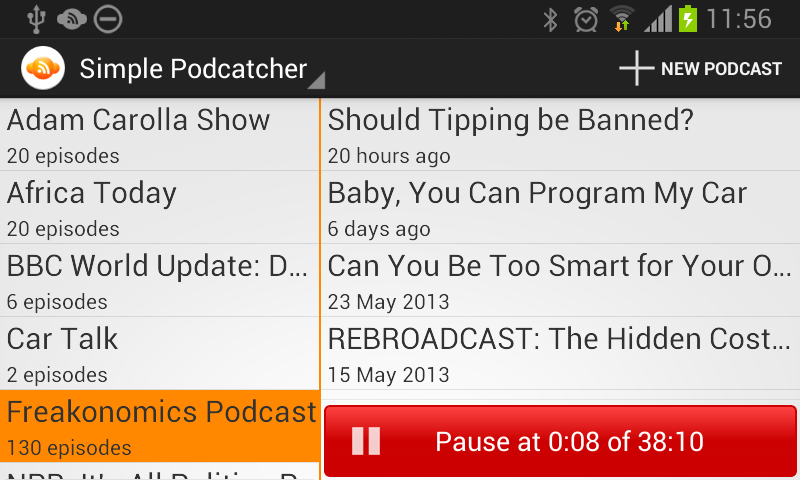 11:56
Simple Podcatcher
NEW PODCAST
Adam Carolla Show
20 episodes
Africa Today
20 episodes
BBC World Update: D...
6 episodes
Car Talk
2 episodes
Freakonomics Podcast
130 episodes
Should Tipping be Banned?
20 hours ago
Baby, You Can Program My Car
6 days ago
Can You Be Too Smart for Your O...
23 May 2013
REBROADCAST: The Hidden Cost...
15 May 2013
Pause at 0:08 of 38:10